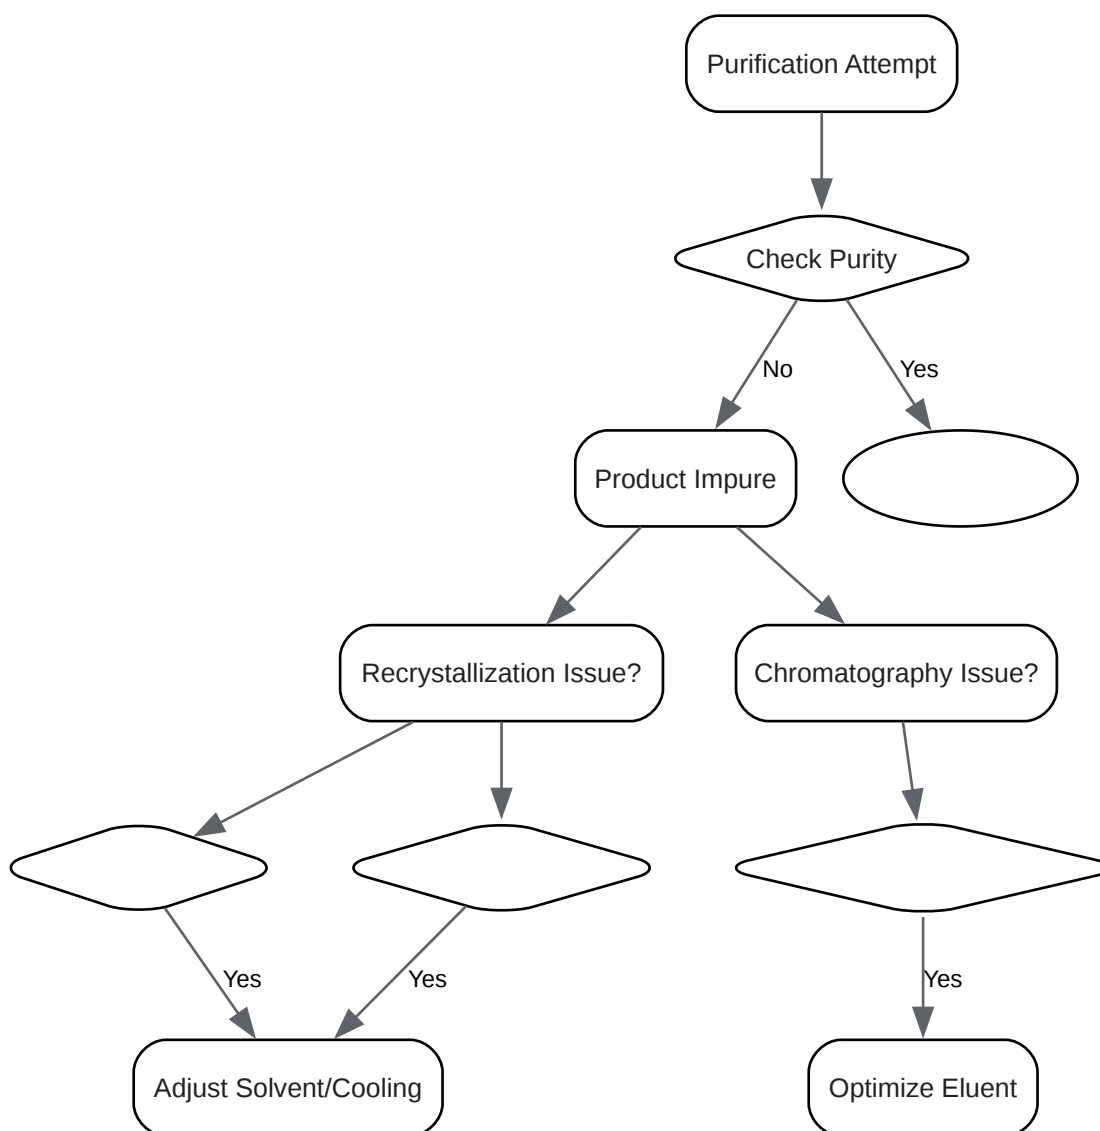 Purification Attempt
Check Purity
No
Yes
Product Impure
Recrystallization Issue?
Chromatography Issue?
Yes
Yes
Yes
Adjust Solvent/Cooling
Optimize Eluent